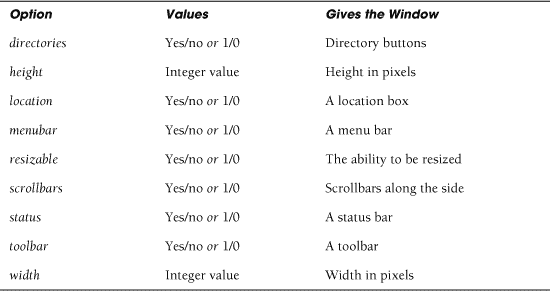 Option Values Gives the Window
directories Yes/no or 1/0 Directory buttons
height Integer value Height in pixels
location Yes/no or 1/0 A location box
menubar Yes/no or 1/0 A menu bar
resizable Yes/no or 1/0 The ability to be resized
scrollbars Yes/no or 1/0 Scrollbars along the side
status Yes/no or 1/0 A status bar
toolbar Yes/no or 1/0 A toolbar
width Integer value Width in pixels